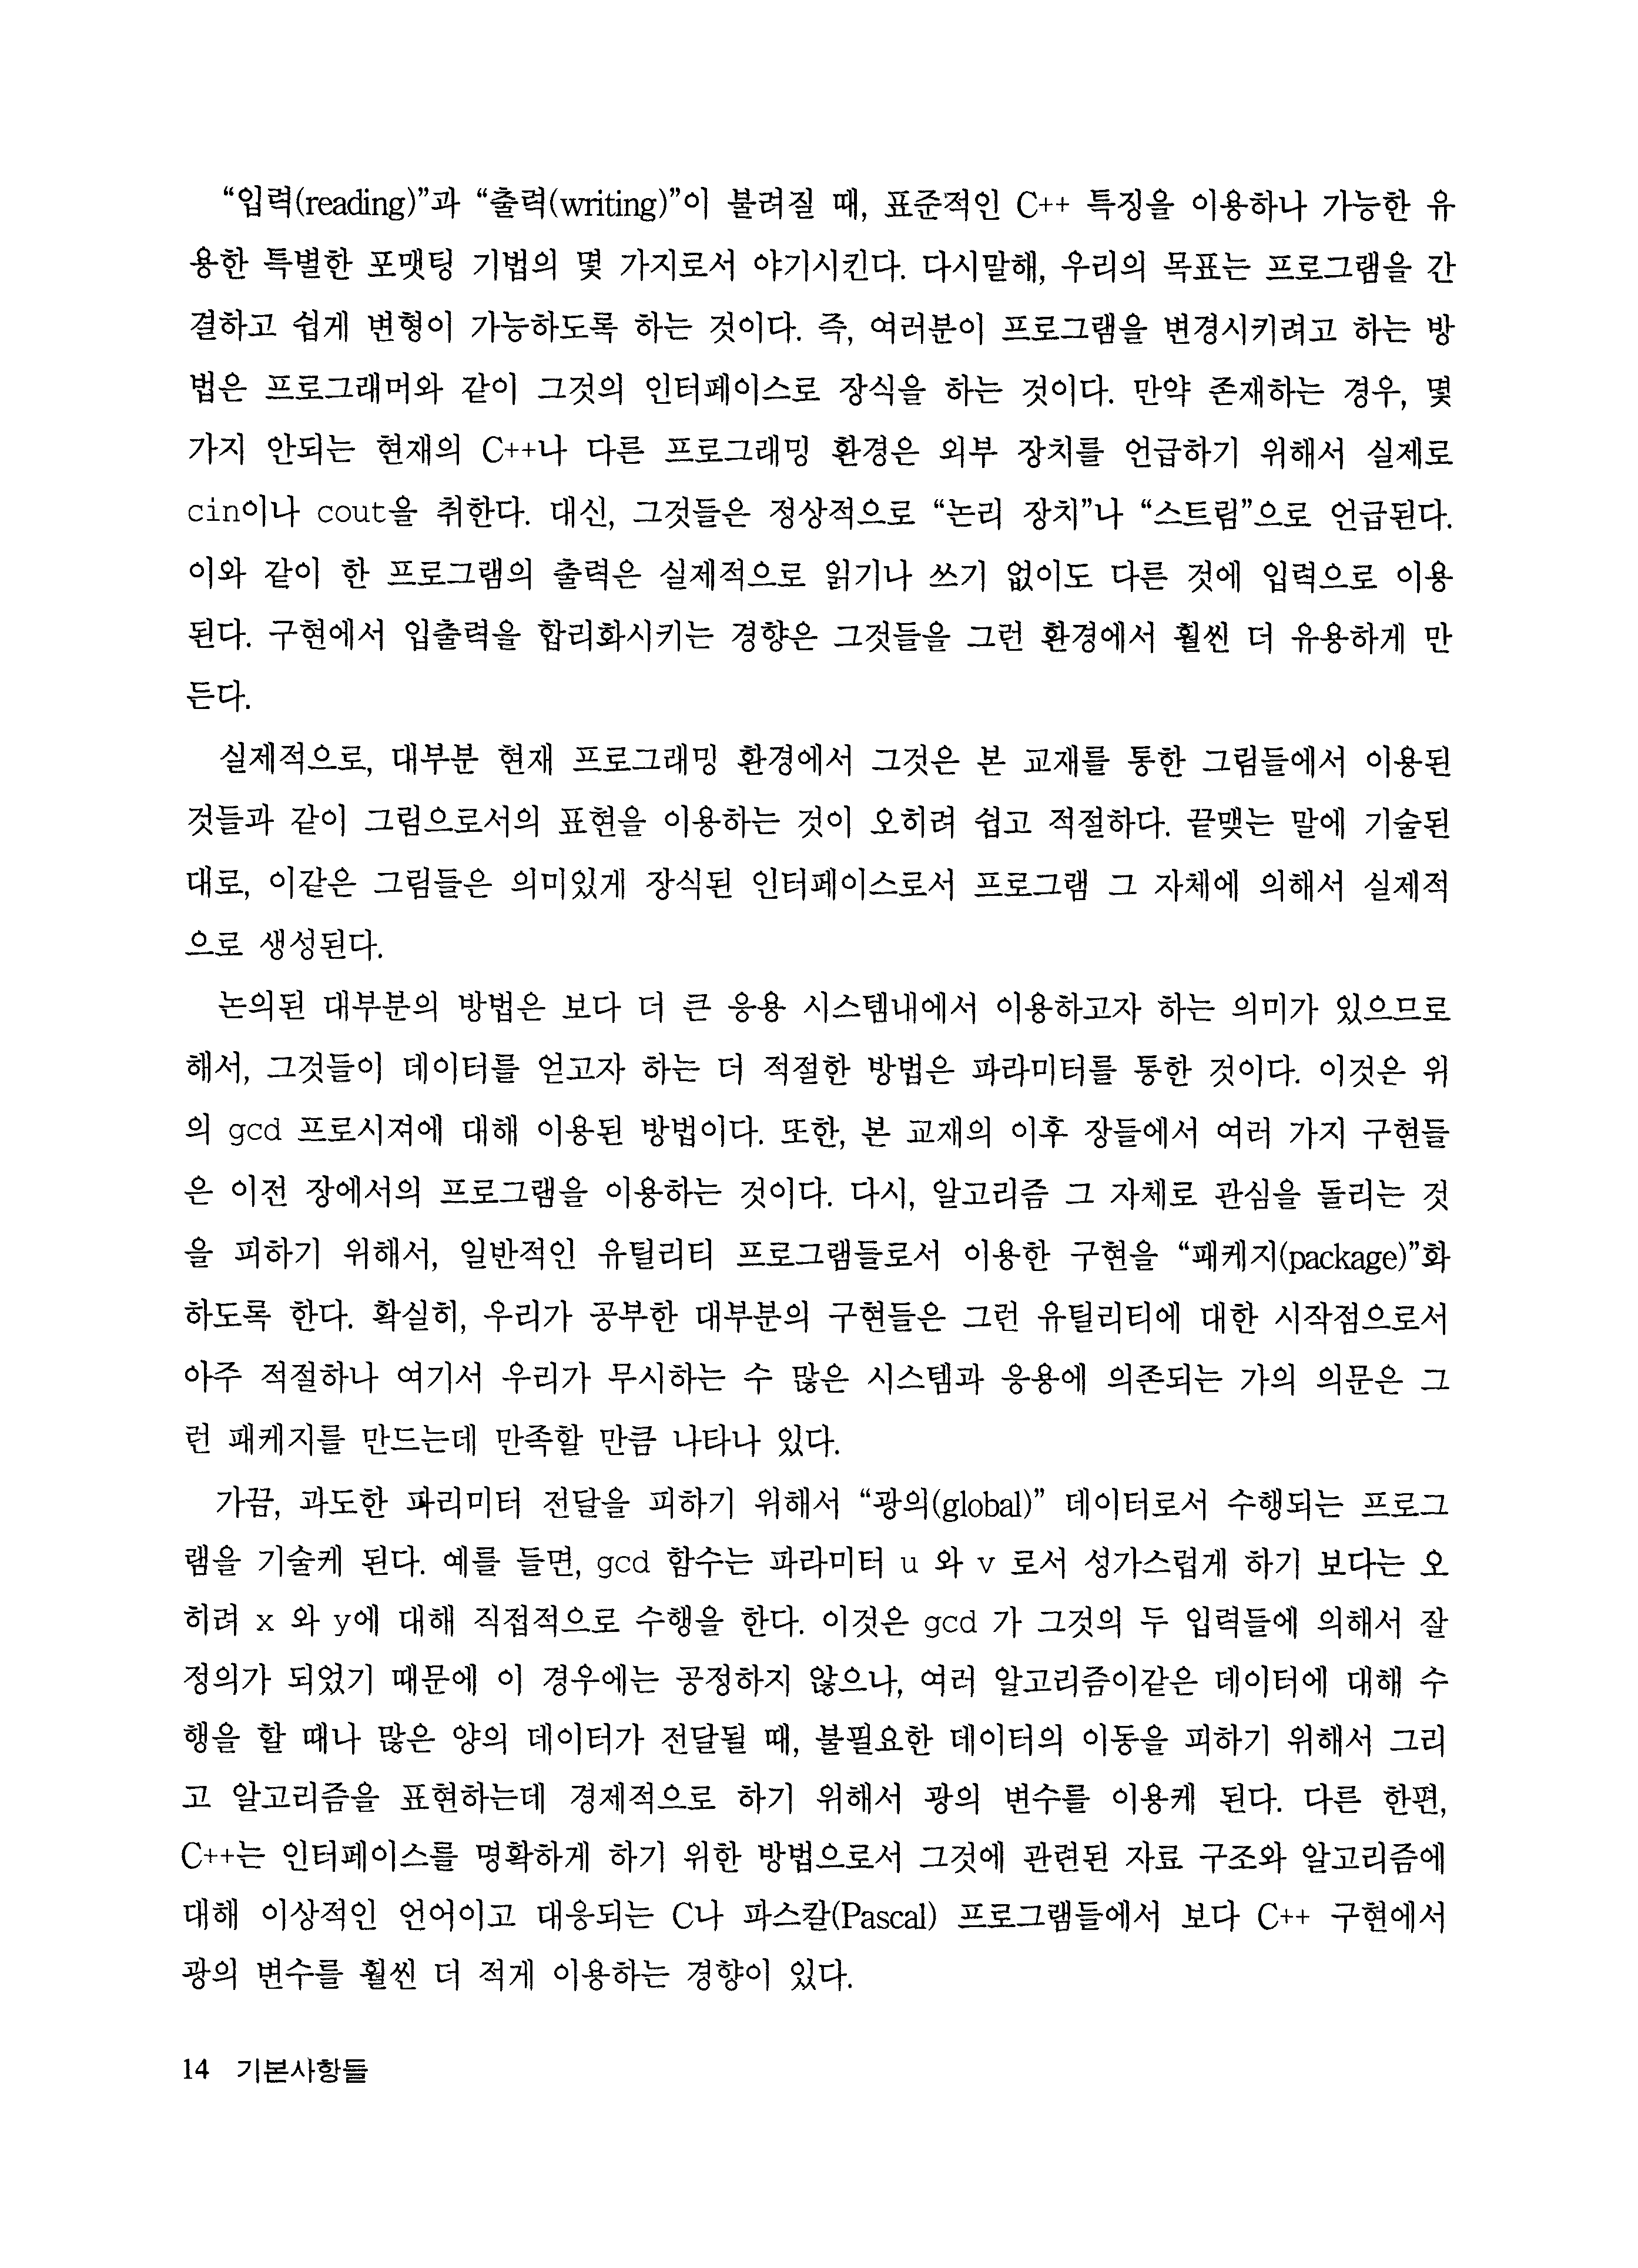 “입력(reading)”과 “출력(writing)”이 불려질 때, 표준적인 C++ 특징을 이용하나 가능한 유
용한 특별한 포맷팅 기법의 몇 가지로서 야기시킨다. 다시말해, 우리의 목표는 프로그램을 간
결하고 쉽게 변형이 가능하도록 하는 것이다. 즉, 여러분이 프로그램을 변경시키려고 하는 방
법은 프로그래머와 같이 그것의 인터페이스로 장식을 하는 것이다. 만약 존재하는 경우, 몇
가지 안되는 현재의 C++나 다른 프로그래밍 환경은 외부 장치를 언급하기 위해서 실제로
cin이나 cout을 취한다. 대신, 그것들은 정상적으로 “논리 장치”나 “스트림”으로 언급된다.
이와 같이 한 프로그램의 출력은 실제적으로 읽기나 쓰기 없이도 다른 것에 입력으로 이용
된다. 구현에서 입출력을 합리화시키는 경향은 그것들을 그런 환경에서 훨씬 더 유용하게 만
든다.
실제적으로, 대부분 현재 프로그래밍 환경에서 그것은 본 교재를 통한 그림들에서 이용된
것들과 같이 그림으로서의 표현을 이용하는 것이 오히려 쉽고 적절하다. 끝맺는 말에 기술된
대로, 이같은 그림들은 의미있게 장식된 인터페이스로서 프로그램 그 자체에 의해서 실제적
으로 생성된다.
논의된 대부분의 방법은 보다 더 큰 응용 시스템내에서 이용하고자 하는 의미가 있으므로
해서, 그것들이 데이터를 얻고자 하는 더 적절한 방법은 파라미터를 통한 것이다. 이것은 위
의 gcd 프로시져에 대해 이용된 방법이다. 또한, 본 교재의 이후 장들에서 여러 가지 구현들
은 이전 장에서의 프로그램을 이용하는 것이다. 다시, 알고리즘 그 자체로 관심을 돌리는 것
을 피하기 위해서, 일반적인 유틸리티 프로그램들로서 이용한 구현을 “패케지(package)”화
하도록 한다. 확실히, 우리가 공부한 대부분의 구현들은 그런 유틸리티에 대한 시작점으로서
아주 적절하나 여기서 우리가 무시하는 수 많은 시스템과 응용에 의존되는 가의 의문은 그
런 패케지를 만드는데 만족할 만큼 나타나 있다.
가끔, 과도한 파리미터 전달을 피하기 위해서 “광의(global)” 데이터로서 수행되는 프로그
램을 기술케 된다. 예를 들면, gcd 함수는 파라미터 u 와 v 로서 성가스럽게 하기 보다는 오
히려 x 와 y에 대해 직접적으로 수행을 한다. 이것은 gcd 가 그것의 두 입력들에 의해서 잘
정의가 되었기 때문에 이 경우에는 공정하지 않으나, 여러 알고리즘이같은 데이터에 대해 수
행을 할 때나 많은 양의 데이터가 전달될 때, 불필요한 데이터의 이동을 피하기 위해서 그리
고 알고리즘을 표현하는데 경제적으로 하기 위해서 광의 변수를 이용케 된다. 다른 한편,
C++는 인터페이스를 명확하게 하기 위한 방법으로서 그것에 관련된 자료 구조와 알고리즘에
대해 이상적인 언어이고 대응되는 C나 파스칼(Pascal) 프로그램들에서 보다 C++ 구현에서
광의 변수를 훨씬 더 적게 이용하는 경향이 있다.
14 기본사항들